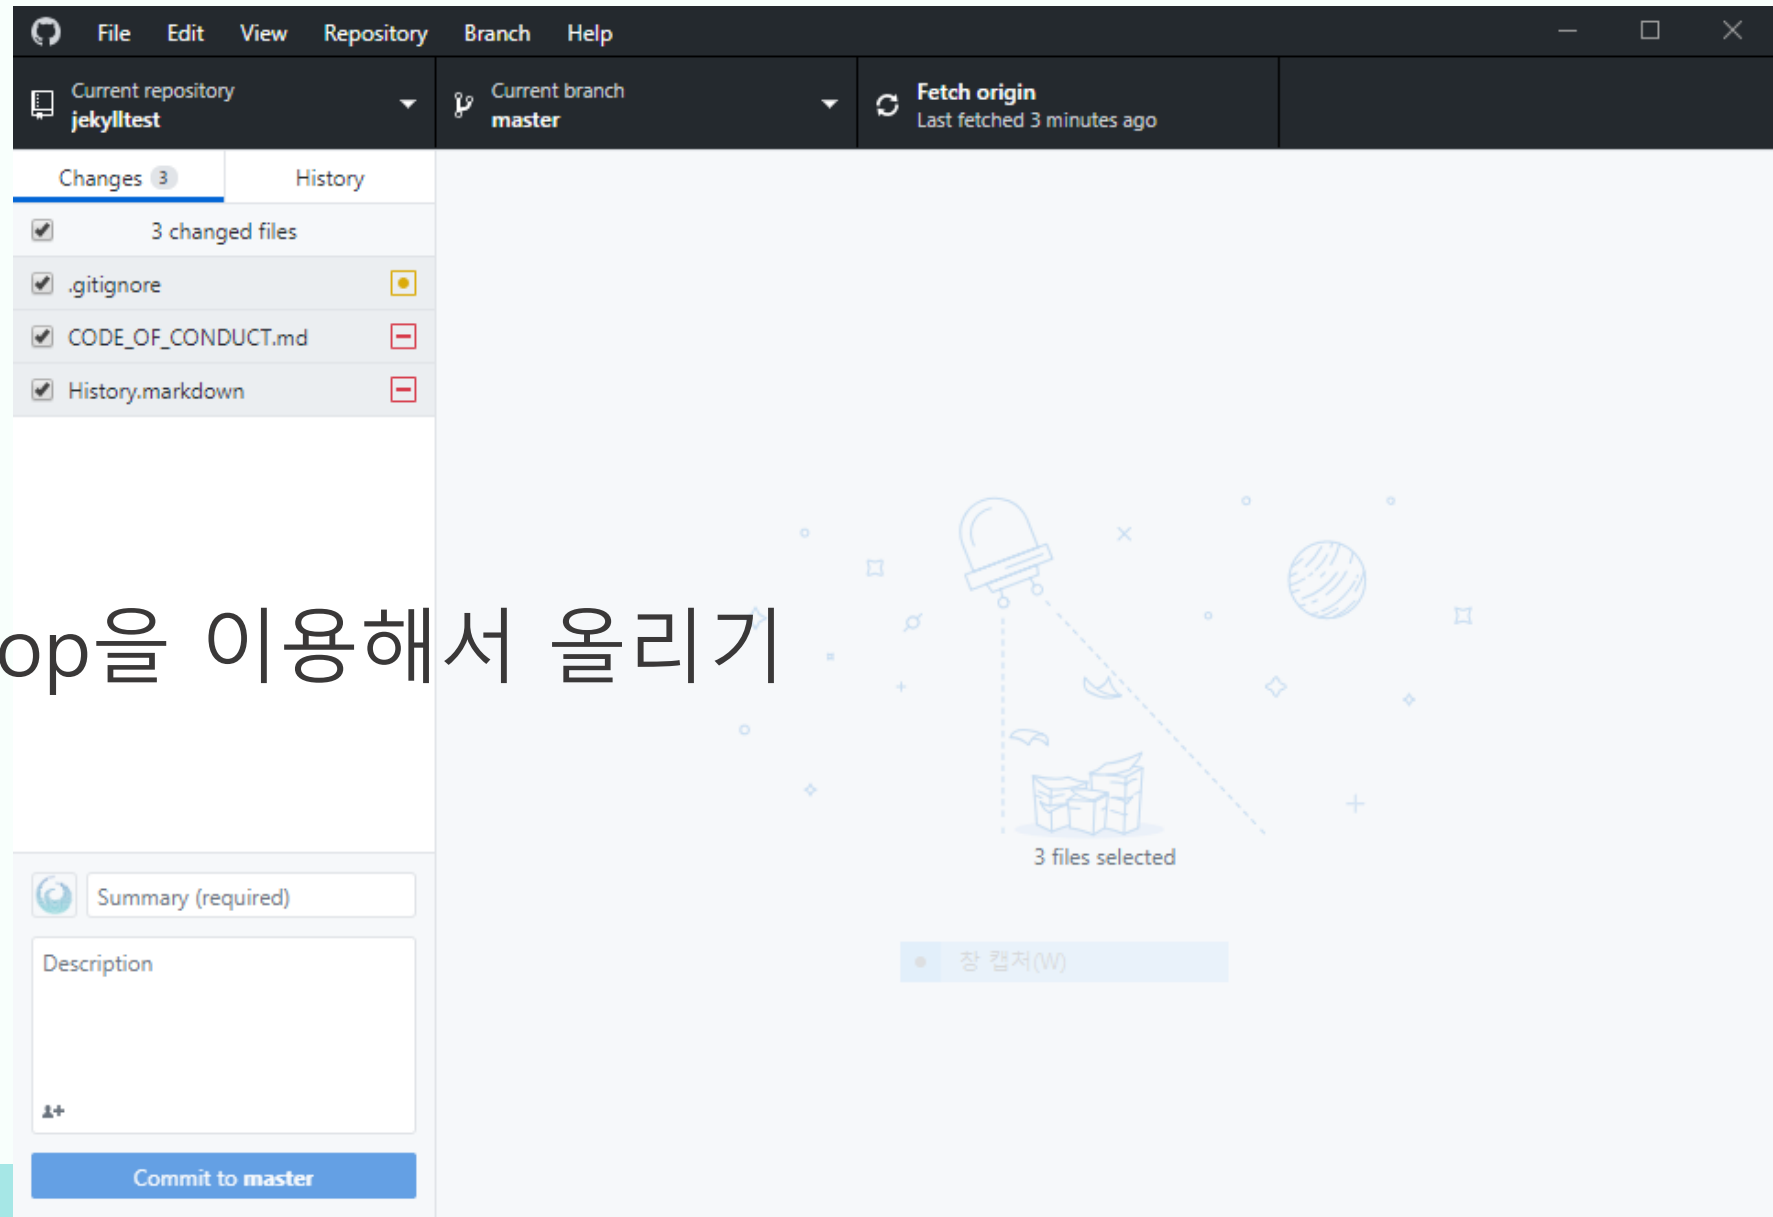 File Edit View Repository Branch Help
Current repository
jekylltest
Current branch
master
Fetch origin
Last fetched 3 minutes ago
Changes 3
History
3 changed files
.gitignore
CODE_OF_CONDUCT.md
History.markdown
op을 이용해서 올리기
3 files selected
Summary (required)
Description
창 캡처(W)
Commit to master